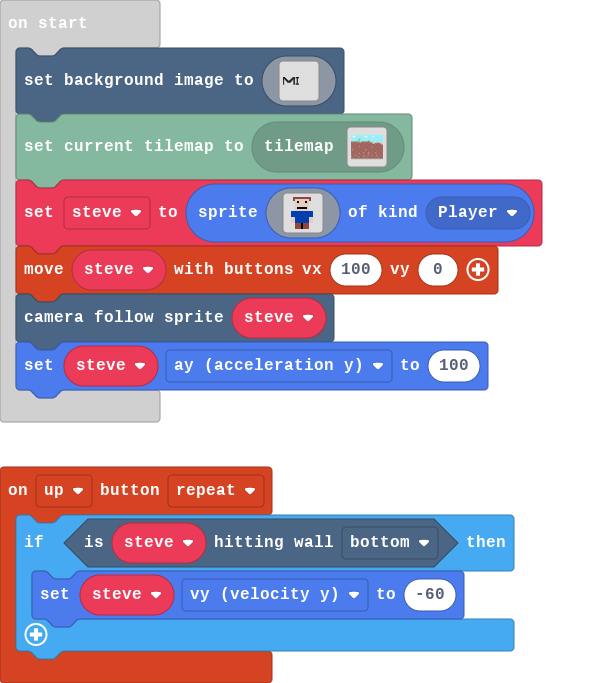 on start
set background image to MI
set current tilemap to tilemap
set steve to sprite of kind Player
move steve with buttons vx 100 vy 0
camera follow sprite steve
set steve ay (acceleration y) to 100
on up button repeat
if is steve hitting wall bottom then
set steve vy (velocity y) to -60